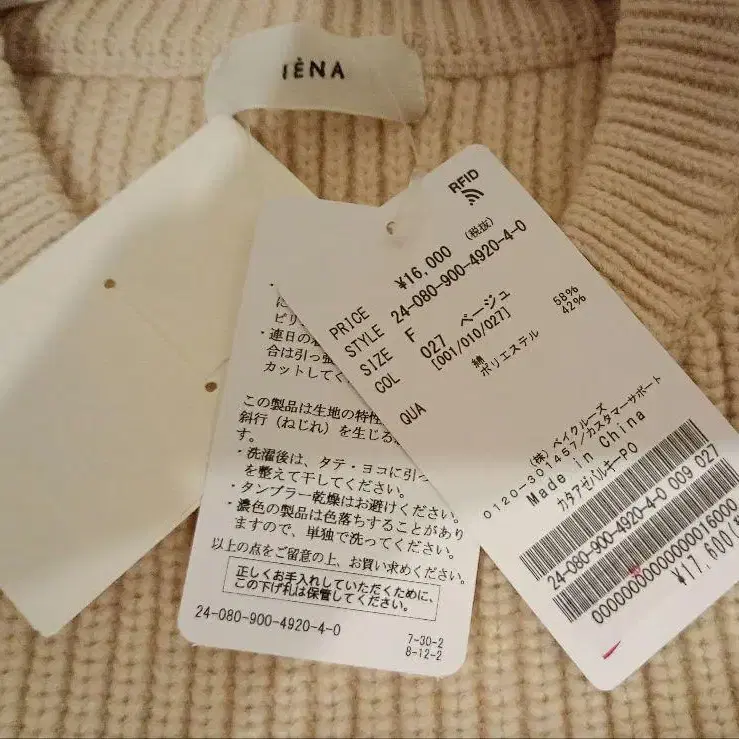 IÈNA
RFID
PRICE ¥16,000 (税抜)
STYLE 24-080-900-4920-4-0
SIZE F
COL 027 ベージュ
[001/010/027]
QUA 綿 58%
ポリエステル 42%
(株) ベイクルーズ
0120-301457/カスタマーサポート
Made in China
カタアゼバルキーPO
24-080-900-4920-4-0 009 027
0000000000000016000
¥17,600
・連日の
合は引っ
カットしてく
この製品は生地の特性
斜行(ねじれ)を生じる
す。
・洗濯後は、タテ・ヨコに引っ
を整えて干してください。
・タンブラー乾燥はお避けください。
・濃色の製品は色落ちすることがあり
ますので、単独で洗ってください。
以上の点をご留意の上、お買い求めください。
正しくお手入れしていただくために、
この下げ札は保管してください。
24-080-900-4920-4-0
7-30-2
8-12-2